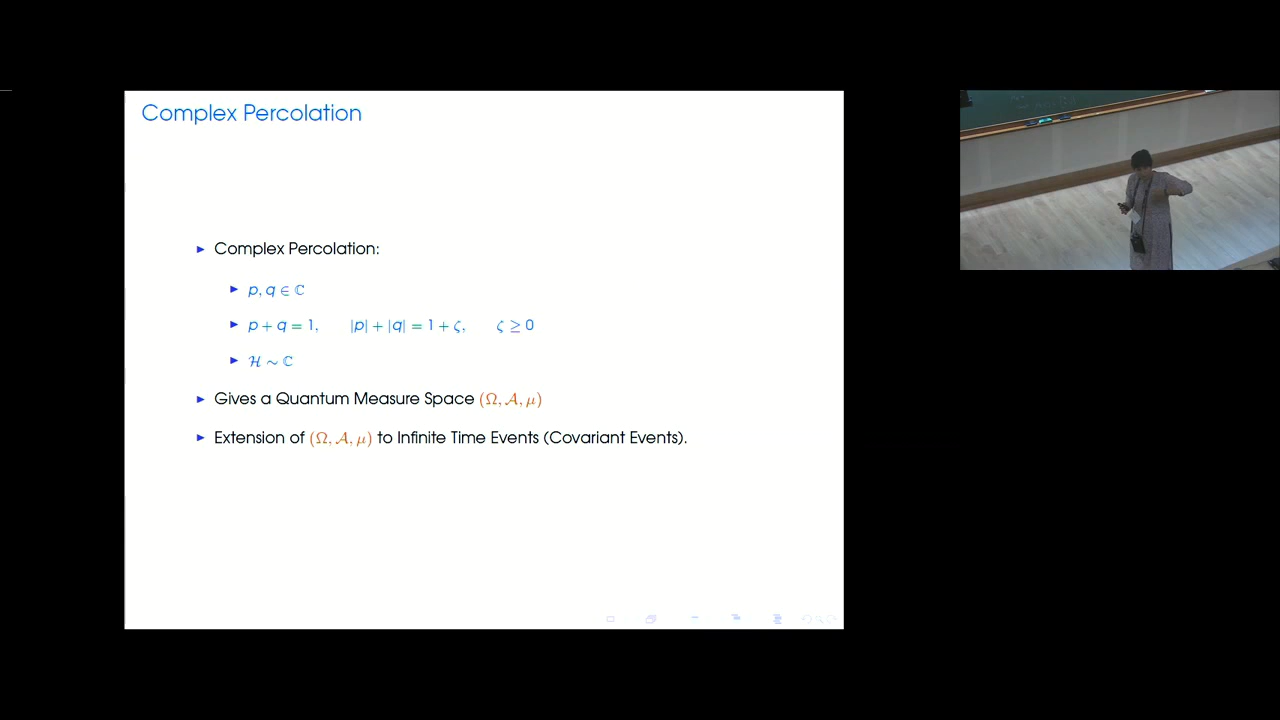 Complex Percolation
▶ Complex Percolation:
▶ p, q ∈ ℂ
▶ p + q = 1, |p| + |q| = 1 + ζ, ζ ≥ 0
▶ ℋ ∼ ℂ
▶ Gives a Quantum Measure Space (Ω, 𝒜, μ)
▶ Extension of (Ω, 𝒜, μ) to Infinite Time Events (Covariant Events).